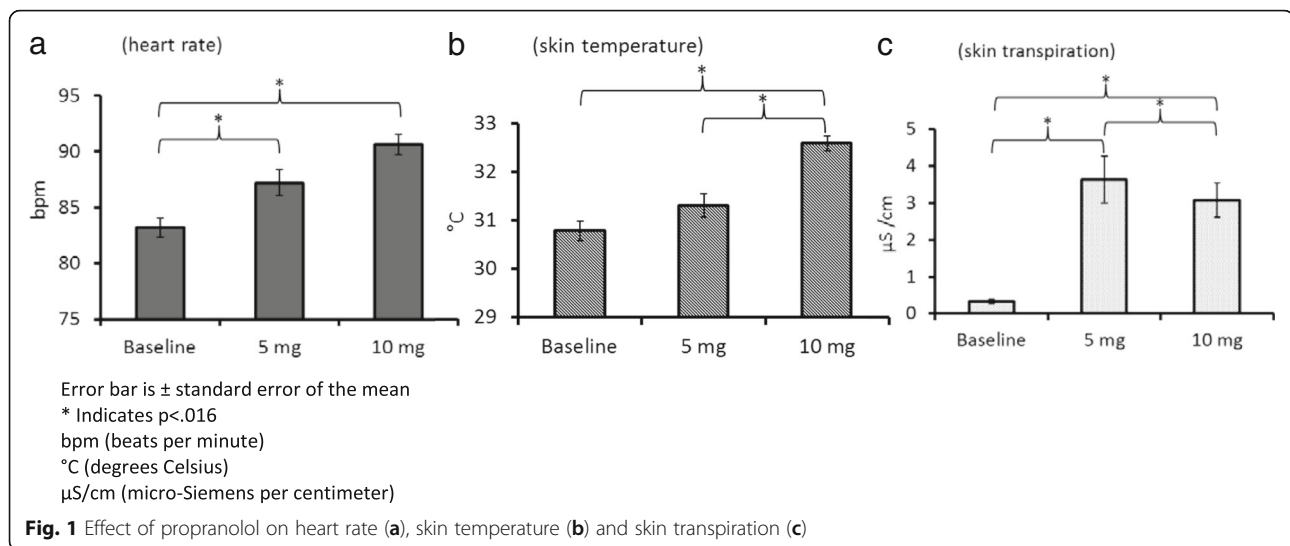 a
(heart rate)
*
*
95
90
85
80
75
bpm
Baseline 5 mg 10 mg
b
(skin temperature)
*
*
33
32
31
30
29
°C
Baseline 5 mg 10 mg
c
(skin transpiration)
*
*
*
5
4
3
2
1
0
µS /cm
Baseline 5 mg 10 mg
Error bar is ± standard error of the mean
* Indicates p<.016
bpm (beats per minute)
°C (degrees Celsius)
µS/cm (micro-Siemens per centimeter)
Fig. 1 Effect of propranolol on heart rate (a), skin temperature (b) and skin transpiration (c)